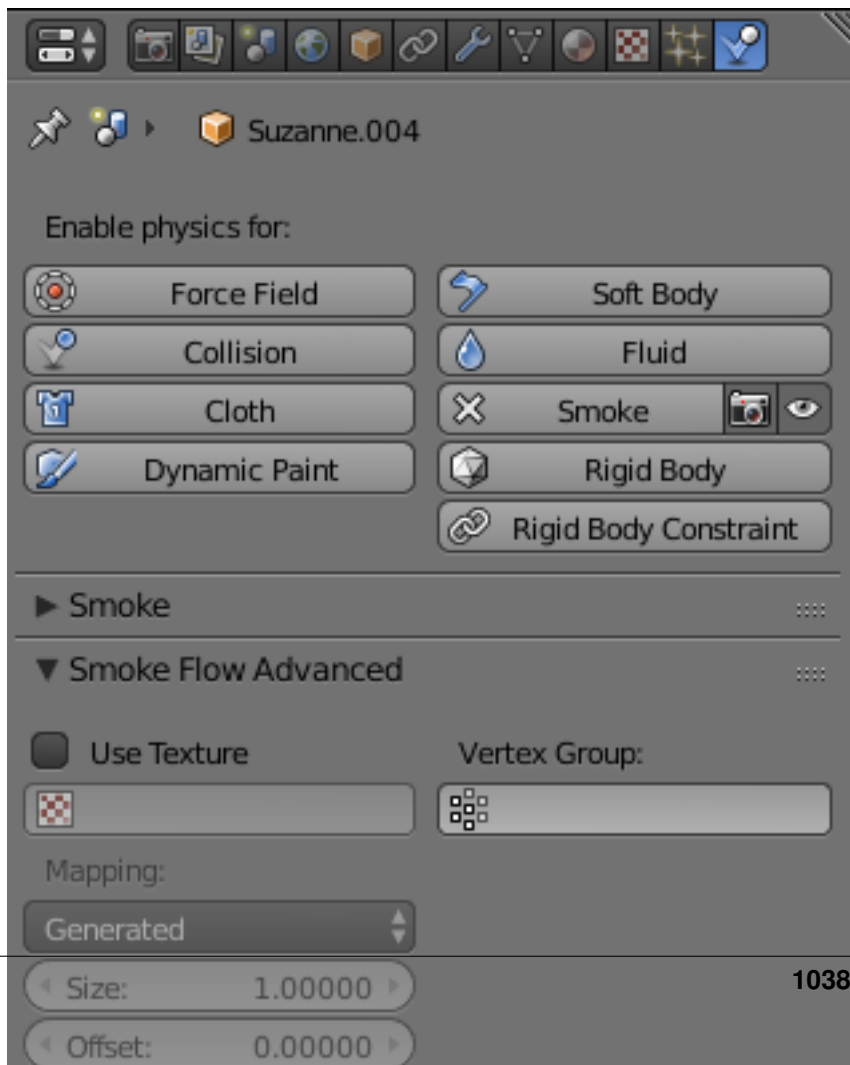 Suzanne.004
Enable physics for:
Force Field
Soft Body
Collision
Fluid
Cloth
Smoke
Dynamic Paint
Rigid Body
Rigid Body Constraint
Smoke
Smoke Flow Advanced
Use Texture
Vertex Group:
Mapping:
Generated
Size: 1.00000
1038
Offset: 0.00000